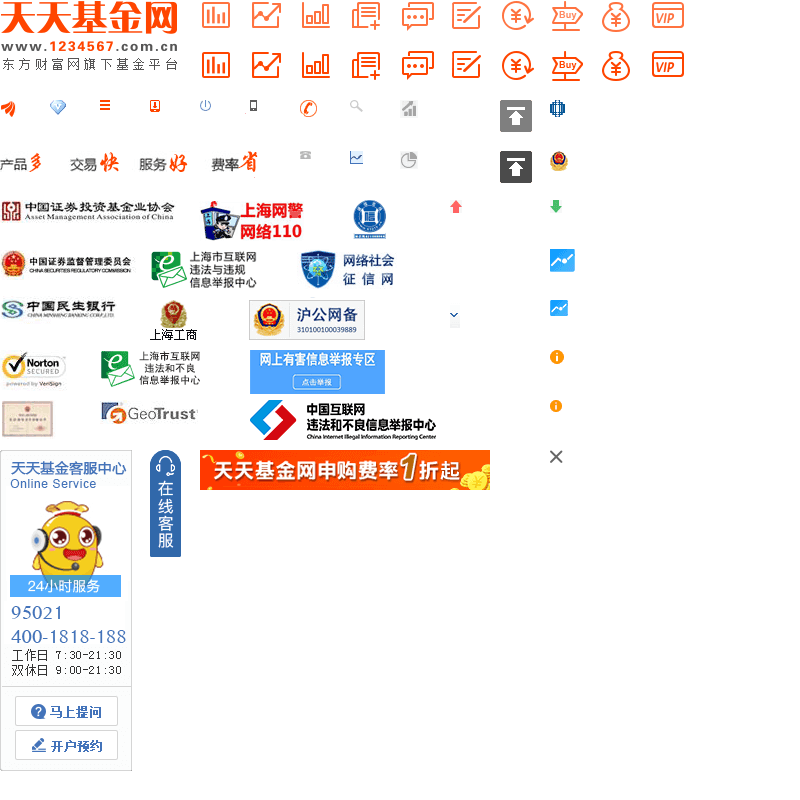 天天基金网
www.1234567.com.cn
东方财富网旗下基金平台
Buy
VIP
Buy
VIP
产品多
交易快
服务好
费率省
中国证券投资基金业协会
Asset Management Association of China
上海网警
网络110
中国证券监督管理委员会
CHINA SECURITIES REGULATORY COMMISSION
上海市互联网
违法与违规
信息举报中心
网络社会
征信网
中国民生银行
CHINA MINSHENG BANKING CORP.,LTD.
上海工商
沪公网备
310100100039889
Norton
SECURED
powered by VeriSign
上海市互联网
违法和不良
信息举报中心
网上有害信息举报专区
点击举报
GeoTrust
中国互联网
违法和不良信息举报中心
China Internet Illegal Information Reporting Center
天天基金客服中心
Online Service
24小时服务
95021
400-1818-188
工作日 7:30-21:30
双休日 9:00-21:30
马上提问
开户预约
在线客服
天天基金网申购费率1折起